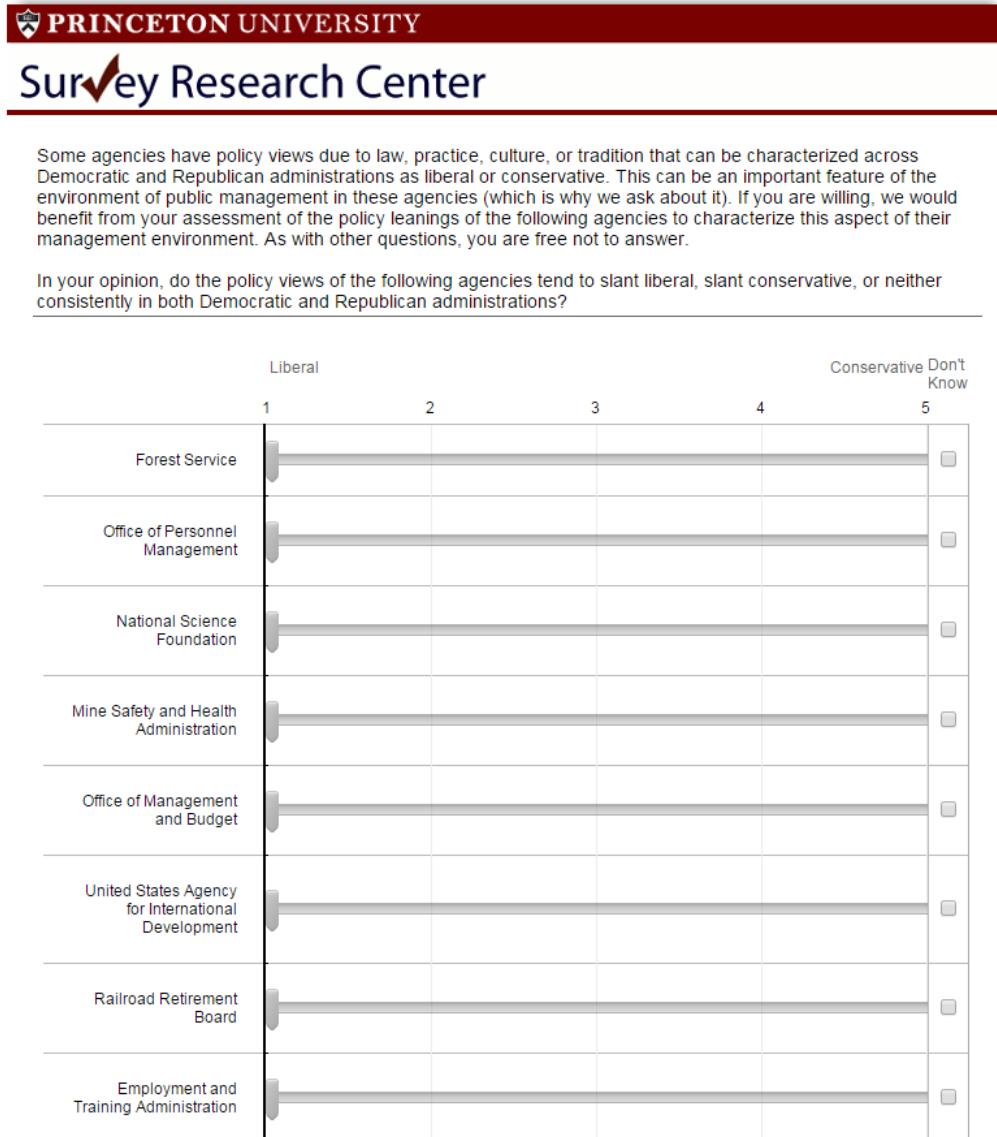 PRINCETON UNIVERSITY
Survey Research Center
Some agencies have policy views due to law, practice, culture, or tradition that can be characterized across
Democratic and Republican administrations as liberal or conservative. This can be an important feature of the
environment of public management in these agencies (which is why we ask about it). If you are willing, we would
benefit from your assessment of the policy leanings of the following agencies to characterize this aspect of their
management environment. As with other questions, you are free not to answer.
In your opinion, do the policy views of the following agencies tend to slant liberal, slant conservative, or neither
consistently in both Democratic and Republican administrations?
Liberal
Conservative
Don't
Know
1 2 3 4 5
Forest Service
Office of Personnel
Management
National Science
Foundation
Mine Safety and Health
Administration
Office of Management
and Budget
United States Agency
for International
Development
Railroad Retirement
Board
Employment and
Training Administration